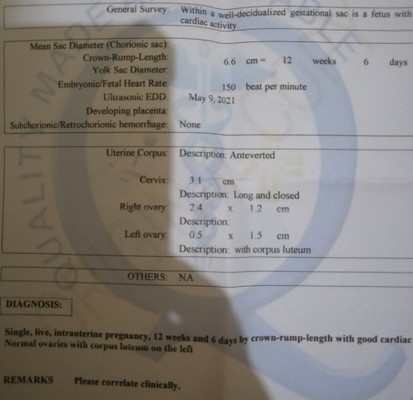 General Survey: Within a well-decidualized gestational sac is a fetus with
cardiac activity.
Mean Sac Diameter (Chorionic sac):
Crown-Rump-Length: 6.6 cm = 12 weeks 6 days
Yolk Sac Diameter:
Embryonic/Fetal Heart Rate: 150 beat per minute
Ultrasonic EDD: May 9, 2021
Developing placenta:
Subchorionic/Retrochorionic hemorrhage: None
Uterine Corpus: Description: Anteverted
Cervix: 3.1 cm
Description: Long and closed
Right ovary: 2.4 x 1.2 cm
Description:
Left ovary: 0.5 x 1.5 cm
Description: with corpus luteum
OTHERS: NA
DIAGNOSIS:
Single, live, intrauterine pregnancy, 12 weeks and 6 days by crown-rump-length with good cardiac
Normal ovaries with corpus luteum on the left
REMARKS Please correlate clinically.
QUALITY MADE